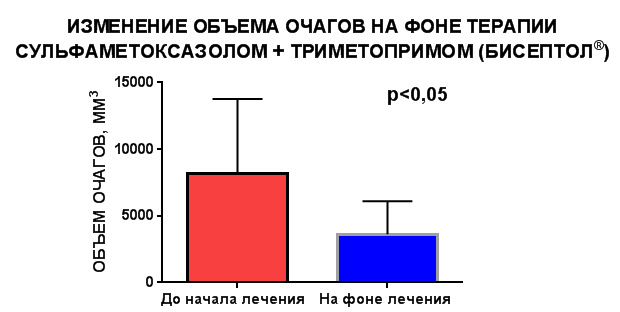 ИЗМЕНЕНИЕ ОБЪЕМА ОЧАГОВ НА ФОНЕ ТЕРАПИИ
СУЛЬФАМЕТОКСАЗОЛОМ + ТРИМЕТОПРИМОМ (БИСЕПТОЛ®)
p<0,05
ОБЪЕМ ОЧАГОВ, ММ³
15000
10000
5000
0
До начала лечения На фоне лечения